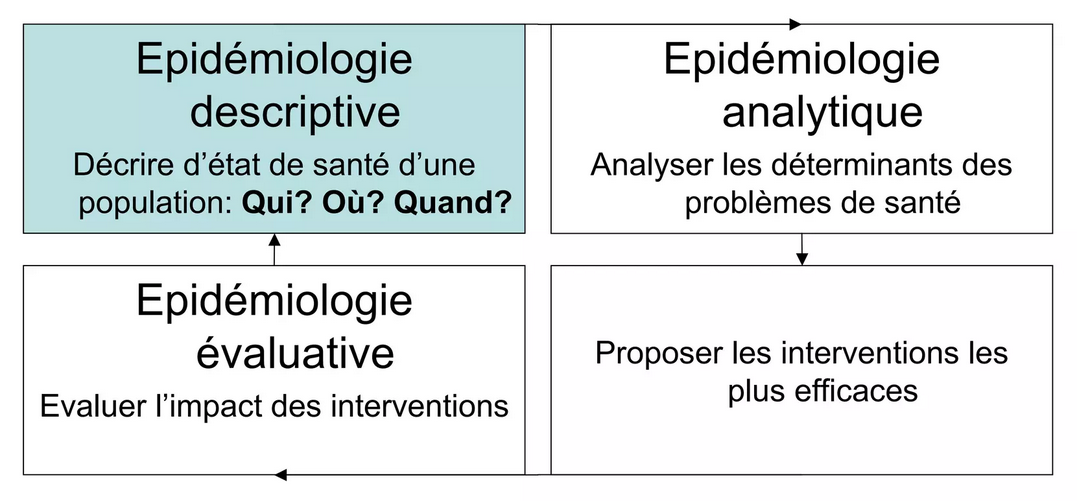 Epidémiologie
descriptive
Décrire d’état de santé d’une
population: Qui? Où? Quand?
Epidémiologie
analytique
Analyser les déterminants des
problèmes de santé
Epidémiologie
évaluative
Evaluer l’impact des interventions
Proposer les interventions les
plus efficaces